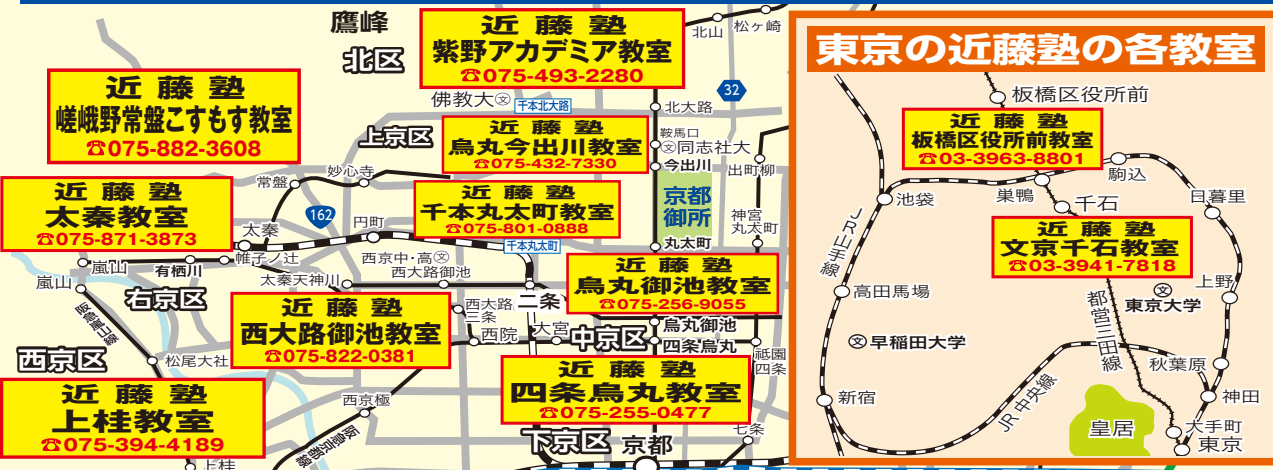 鷹峰
北区
近藤塾
紫野アカデミア教室
☎075-493-2280
北山
松ヶ崎
32
近藤塾
嵯峨野常盤こすもす教室
☎075-882-3608
佛教大㊫
千本北大路
北大路
上京区
近藤塾
烏丸今出川教室
☎075-432-7330
鞍馬口
㊫同志社大
今出川
出町柳
妙心寺
常盤
近藤塾
太秦教室
☎075-871-3873
162
円町
近藤塾
千本丸太町教室
☎075-801-0888
千本丸太町
京都
御所
神宮
丸太町
丸太町
太秦
嵐山
嵐山
有栖川
帷子ノ辻
太秦天神川
西京中・高㊫
西大路御池
近藤塾
烏丸御池教室
☎075-256-9055
右京区
阪急嵐山線
近藤塾
西大路御池教室
☎075-822-0381
西大路
三条
二条
西院
大宮
中京区
烏丸御池
四条烏丸
祗園
四条
西京区
松尾大社
近藤塾
上桂教室
☎075-394-4189
上桂
西京極
阪急京都線
近藤塾
四条烏丸教室
☎075-255-0477
下京区
京都
七条
東京の近藤塾の各教室
板橋区役所前
近藤塾
板橋区役所前教室
☎03-3963-8801
駒込
池袋
巣鴨
千石
日暮里
JR山手線
近藤塾
文京千石教室
☎03-3941-7818
高田馬場
都営三田線
㊫
東京大学
上野
㊫早稲田大学
秋葉原
新宿
JR中央線
神田
皇居
大手町
東京